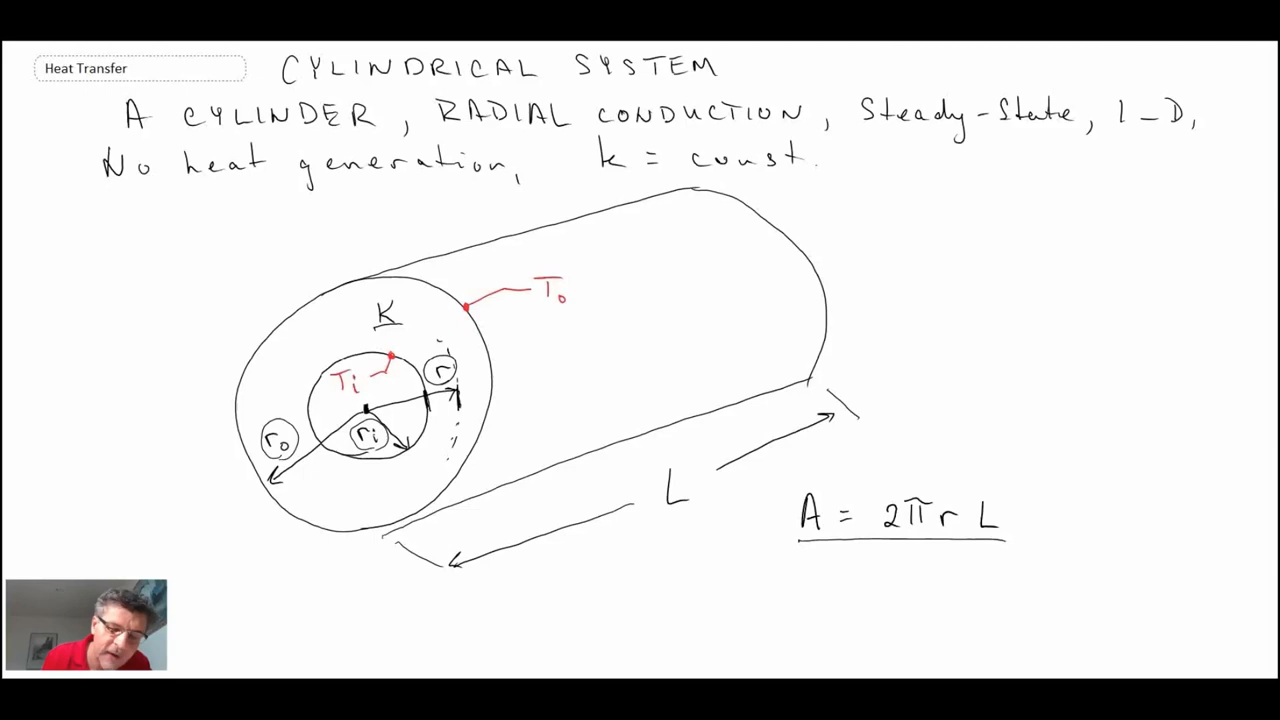 Heat Transfer
CYLINDRICAL SYSTEM
A CYLINDER, RADIAL CONDUCTION, Steady-State, 1-D,
No heat generation, k = const.
To
K
Ti
r
ro
ri
L
A = 2πr L